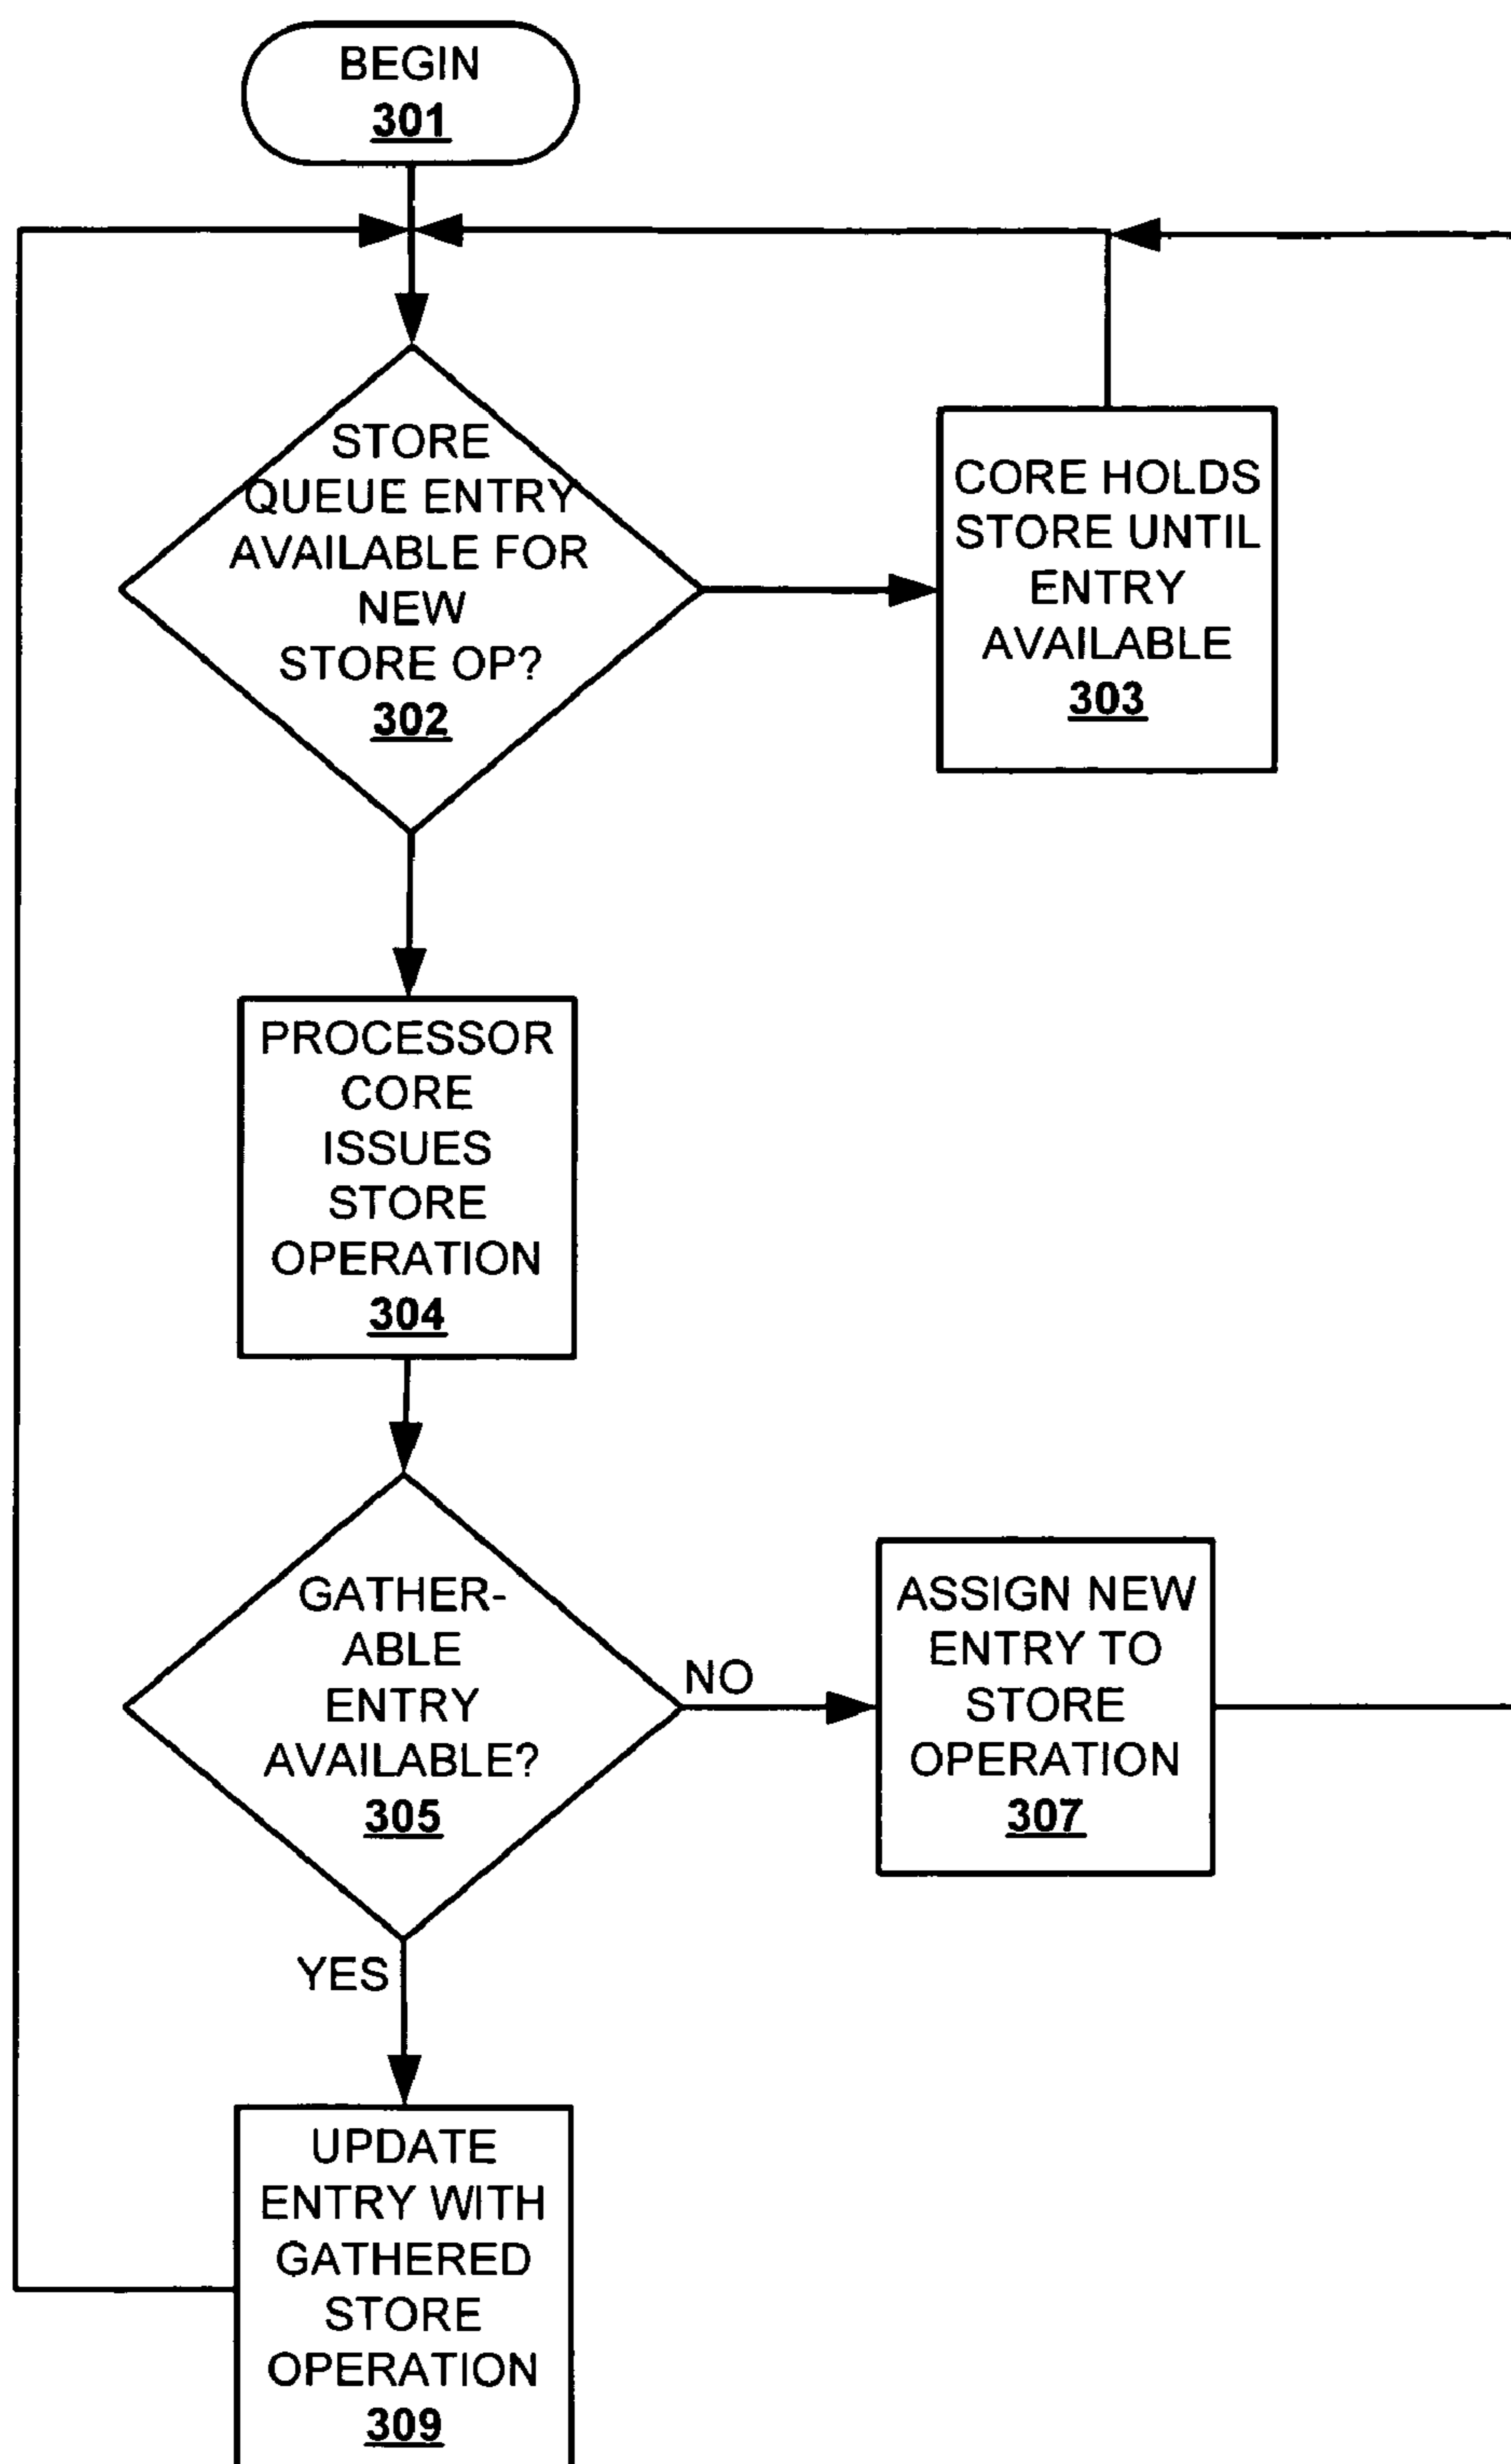 BEGIN
301
STORE
QUEUE ENTRY
AVAILABLE FOR
NEW
STORE OP?
302
CORE HOLDS
STORE UNTIL
ENTRY
AVAILABLE
303
PROCESSOR
CORE
ISSUES
STORE
OPERATION
304
GATHER-
ABLE
ENTRY
AVAILABLE?
305
NO
ASSIGN NEW
ENTRY TO
STORE
OPERATION
307
YES
UPDATE
ENTRY WITH
GATHERED
STORE
OPERATION
309